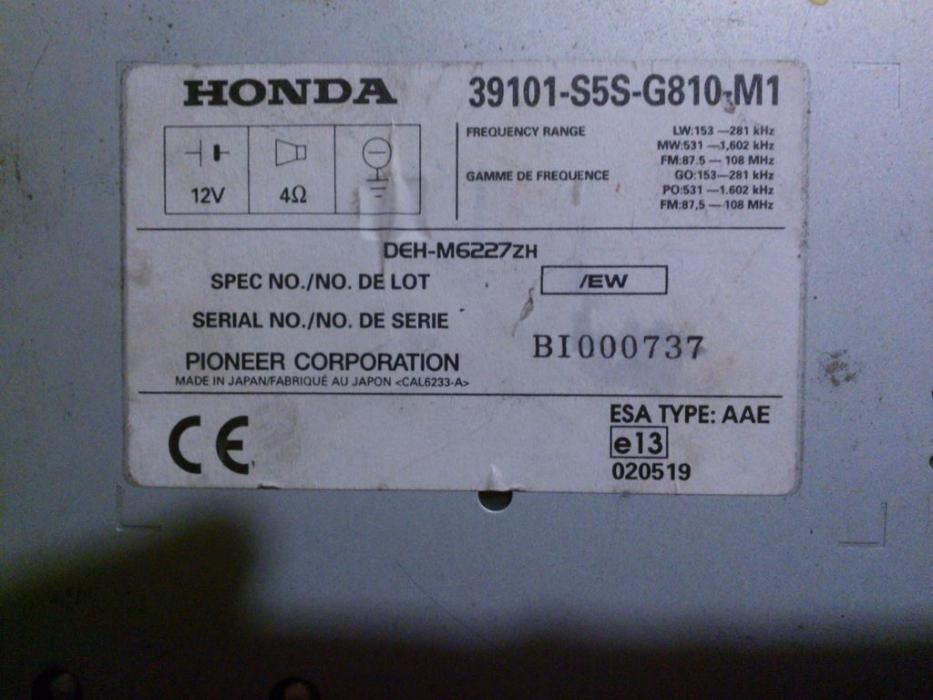 HONDA
39101-S5S-G810-M1
12V
4Ω
FREQUENCY RANGE
LW:153 —281 kHz
MW:531 —1,602 kHz
FM:87.5 — 108 MHz
GAMME DE FREQUENCE
GO:153—281 kHz
PO:531 —1.602 kHz
FM:87,5 —108 MHz
DEH-M6227ZH
SPEC NO./NO. DE LOT
/EW
SERIAL NO./NO. DE SERIE
BI000737
PIONEER CORPORATION
MADE IN JAPAN/FABRIQUÉ AU JAPON <CAL6233-A>
CE
ESA TYPE: AAE
e13
020519